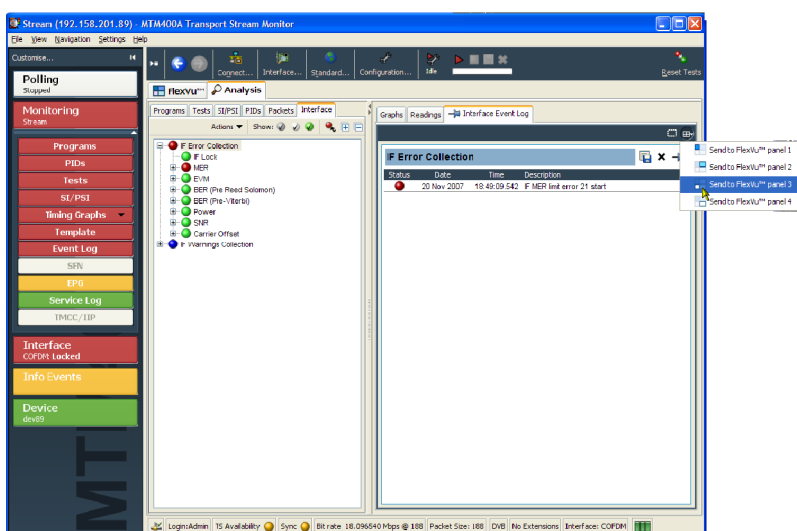 Stream (192.158.201.89) - MTM400A Transport Stream Monitor
File View Navigation Settings Help
Customise...
Connect... Interface... Standard... Configuration... Idle Reset Tests
Polling
Stopped
FlexVu™ Analysis
Monitoring
Stream
Programs Tests SI/PSI PIDs Packets Interface
Graphs Readings Interface Event Log
Actions Show:
Programs
PIDs
Tests
SI/PSI
Timing Graphs
Template
Event Log
SFN
EPG
Service Log
TMCC/IIP
Interface
COFDM Locked
Info Events
Device
dev89
MTM
IF Error Collection
IF Lock
MER
EVM
BER (Pre Reed Solomon)
BER (Pre-Viterbi)
Power
SNR
Carrier Offset
IF Warnings Collection
IF Error Collection
Status Date Time Description
20 Nov 2007 18:49:09.542 IF MER limit error 21 start
Send to FlexVu™ panel 1
Send to FlexVu™ panel 2
Send to FlexVu™ panel 3
Send to FlexVu™ panel 4
Login:Admin TS Availability Sync Bit rate 18.096540 Mbps @ 188 Packet Size: 188 DVB No Extensions Interface: COFDM